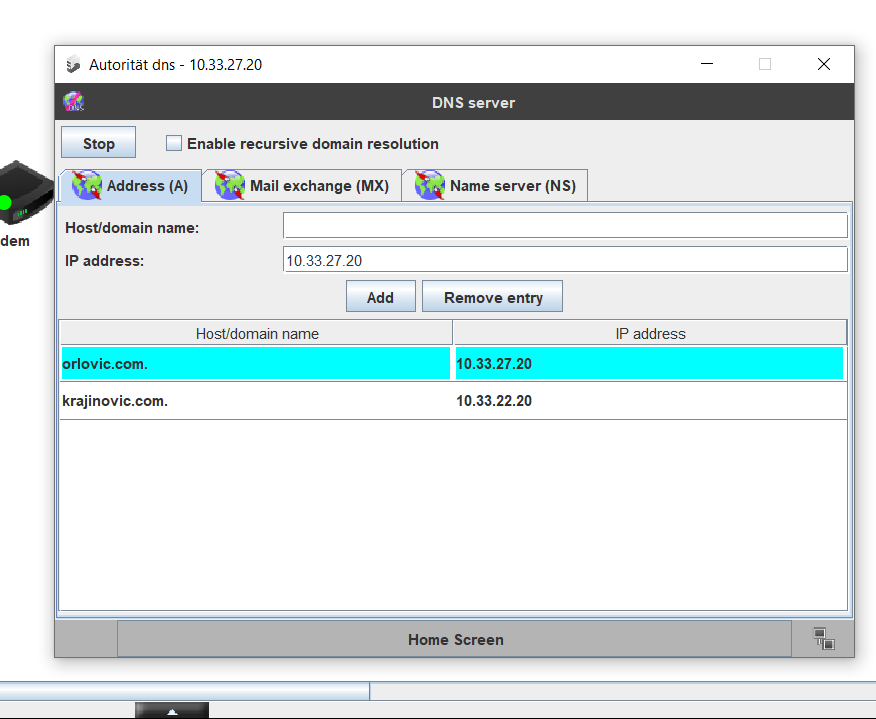 Autorität dns - 10.33.27.20
DNS server
Stop
Enable recursive domain resolution
Address (A)
Mail exchange (MX)
Name server (NS)
Host/domain name:
IP address:
10.33.27.20
Add
Remove entry
Host/domain name
IP address
orlovic.com.
10.33.27.20
krajinovic.com.
10.33.22.20
dem
Home Screen